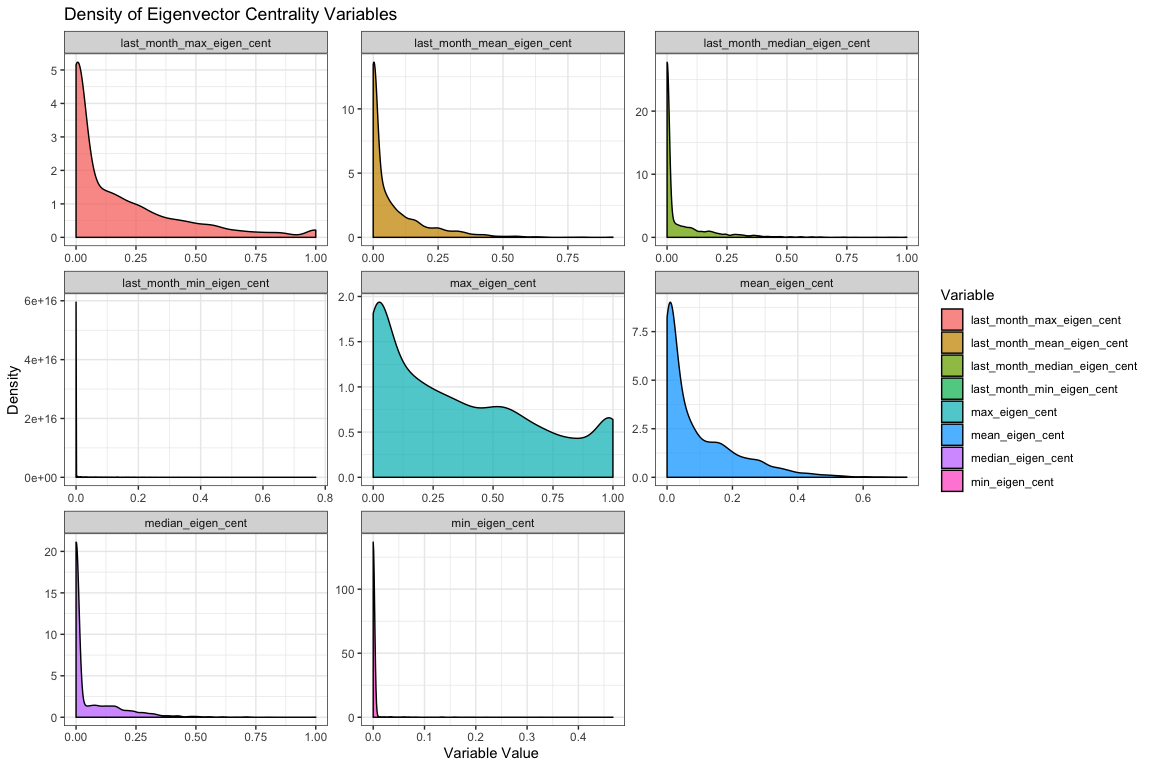 Density of Eigenvector Centrality Variables
last_month_max_eigen_cent
last_month_mean_eigen_cent
last_month_median_eigen_cent
5
4
3
2
1
0
0.00 0.25 0.50 0.75 1.00
10
5
0
0.00 0.25 0.50 0.75
20
10
0
0.00 0.25 0.50 0.75 1.00
last_month_min_eigen_cent
max_eigen_cent
mean_eigen_cent
6e+16
4e+16
2e+16
0e+00
0.0 0.2 0.4 0.6 0.8
2.0
1.5
1.0
0.5
0.0
0.00 0.25 0.50 0.75 1.00
7.5
5.0
2.5
0.0
0.0 0.2 0.4 0.6
median_eigen_cent
min_eigen_cent
20
15
10
5
0
0.00 0.25 0.50 0.75 1.00
100
50
0
0.0 0.1 0.2 0.3 0.4
Density
Variable Value
Variable
last_month_max_eigen_cent
last_month_mean_eigen_cent
last_month_median_eigen_cent
last_month_min_eigen_cent
max_eigen_cent
mean_eigen_cent
median_eigen_cent
min_eigen_cent